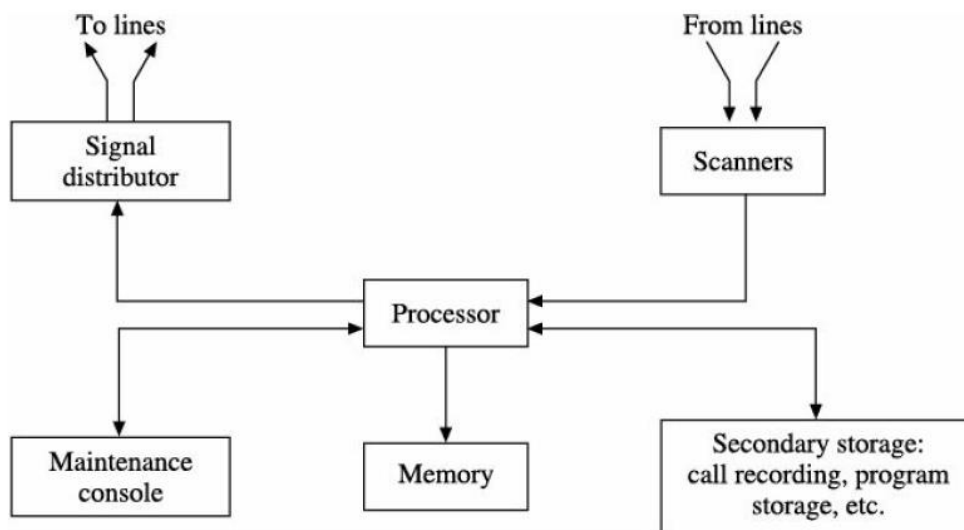 To lines
From lines
Signal
distributor
Scanners
Processor
Maintenance
console
Memory
Secondary storage:
call recording, program
storage, etc.